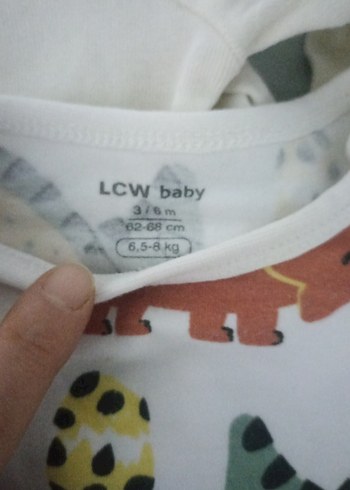 LCW baby
3 / 6 m
62-68 cm
6,5-8 kg